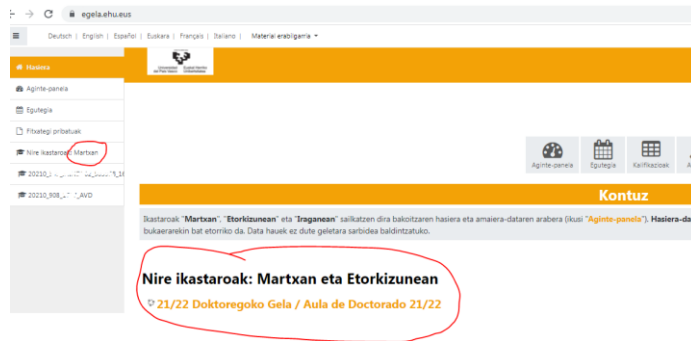 egela.ehu.eus
Deutsch | English | Español | Euskara | Français | Italiano | Material erabilgarria
Hasiera
Aginte-panela
Egutegia
Fitxategi pribatuak
Nire ikastaroak: Martxan
20210_
20210_908_ _AVD
Aginte-panela
Egutegia
Kalifikazioak
Kontuz
Ikastaroak "Martxan", "Etorkizunean" eta "Iraganean" sailkatzen dira bakoitzaren hasiera eta amaiera-dataren arabera (ikusi "Aginte-panela"), Hasiera-da
bukaerarekin bat etorriko da. Data hauek ez dute geletara sarbidea baldintzatuko.
Nire ikastaroak: Martxan eta Etorkizunean
21/22 Doktoregoko Gela / Aula de Doctorado 21/22